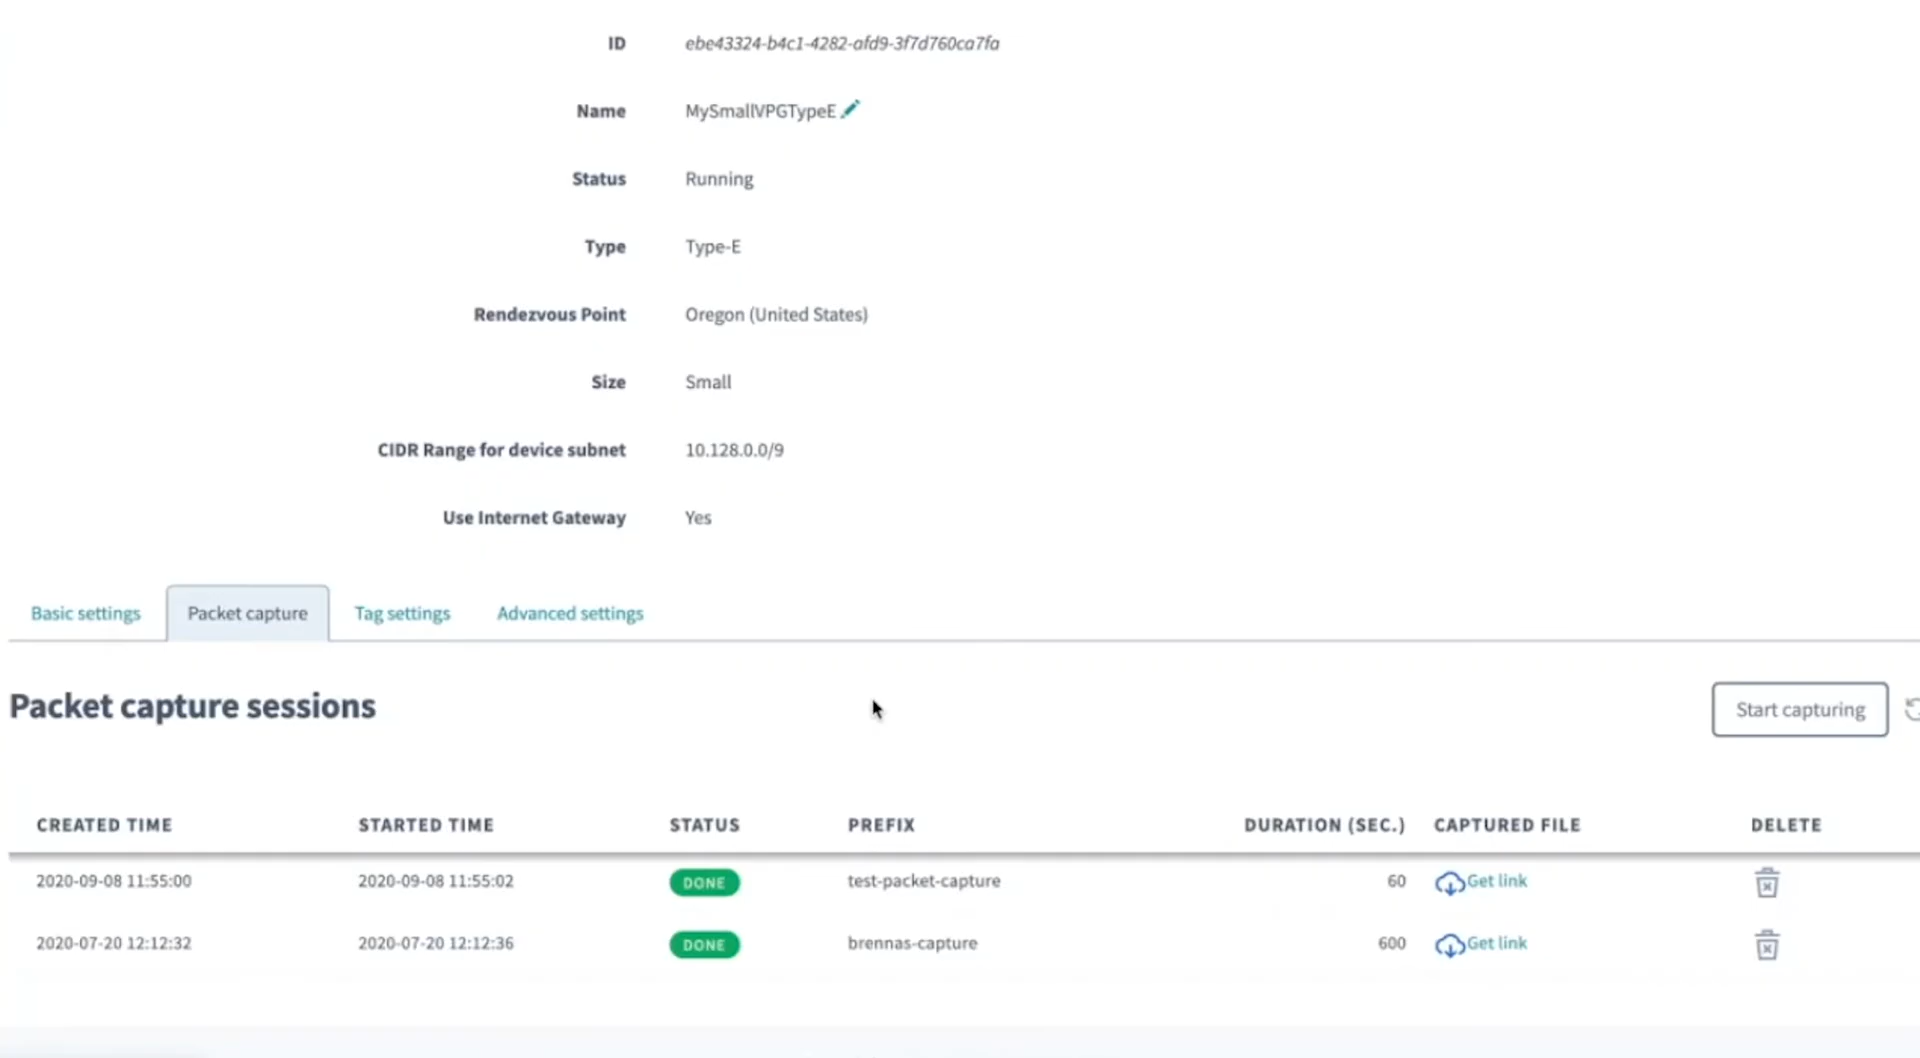 ID ebe43324-b4c1-4282-afd9-3f7d760ca7fa
Name MySmallVPGTypeE
Status Running
Type Type-E
Rendezvous Point Oregon (United States)
Size Small
CIDR Range for device subnet 10.128.0.0/9
Use Internet Gateway Yes
Basic settings Packet capture Tag settings Advanced settings
Packet capture sessions Start capturing
CREATED TIME STARTED TIME STATUS PREFIX DURATION (SEC.) CAPTURED FILE DELETE
2020-09-08 11:55:00 2020-09-08 11:55:02 DONE test-packet-capture 60 Get link
2020-07-20 12:12:32 2020-07-20 12:12:36 DONE brennas-capture 600 Get link